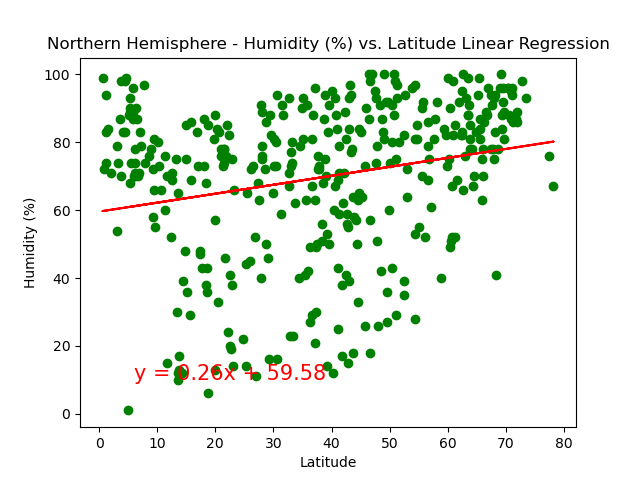 Northern Hemisphere - Humidity (%) vs. Latitude Linear Regression
100
80
60
40
20
0
Humidity (%)
y = 0.26x + 59.58
0 10 20 30 40 50 60 70 80
Latitude